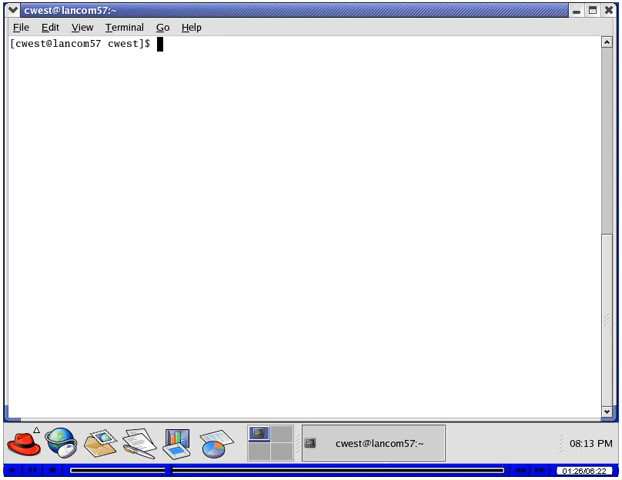 cwest@lancom57:~
File Edit View Terminal Go Help
[cwest@lancom57 cwest]$
cwest@lancom57:~
08:13 PM
01:26/06:22